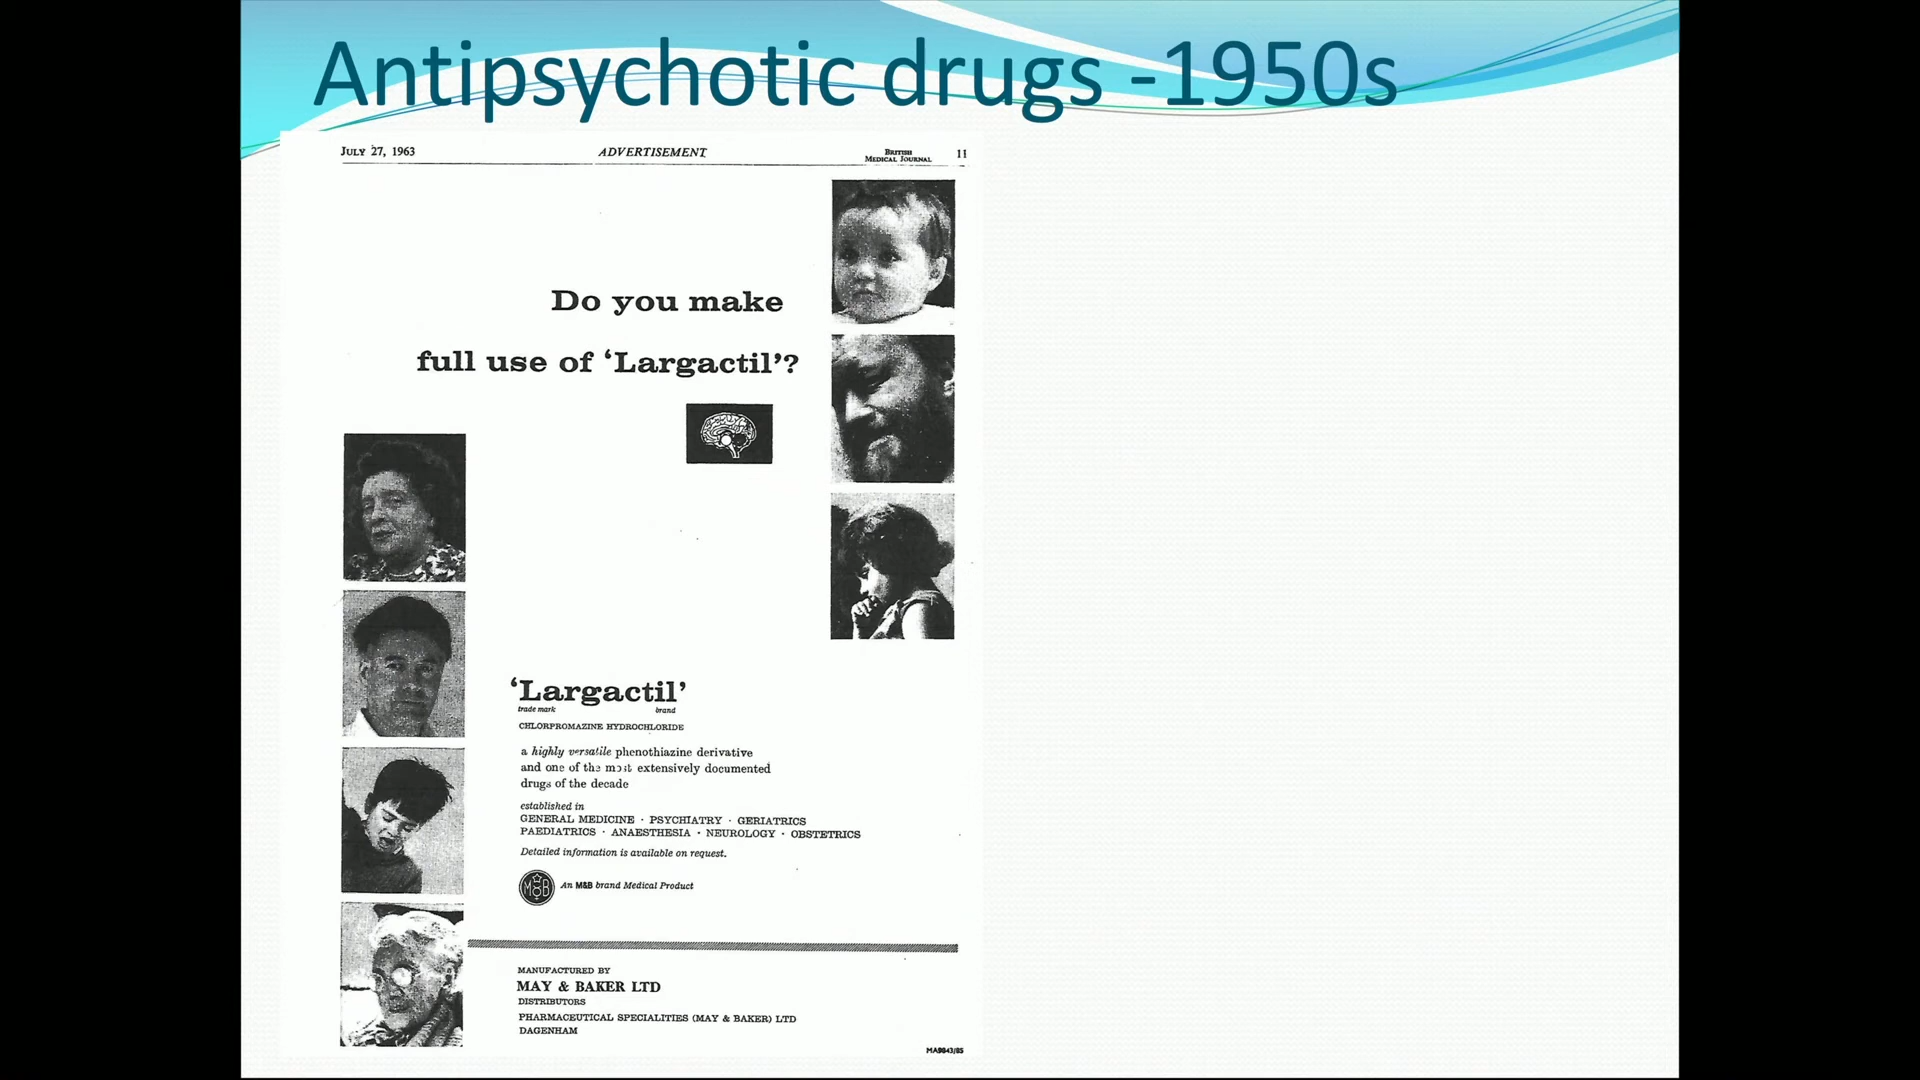 Antipsychotic drugs -1950s
JULY 27, 1963 ADVERTISEMENT BRITISH MEDICAL JOURNAL 11
Do you make
full use of ‘Largactil’?
‘Largactil’
trade mark brand
CHLORPROMAZINE HYDROCHLORIDE
a highly versatile phenothiazine derivative
and one of the most extensively documented
drugs of the decade
established in
GENERAL MEDICINE · PSYCHIATRY · GERIATRICS
PAEDIATRICS · ANAESTHESIA · NEUROLOGY · OBSTETRICS
Detailed information is available on request.
M&B An M&B brand Medical Product
MANUFACTURED BY
MAY & BAKER LTD
DISTRIBUTORS
PHARMACEUTICAL SPECIALITIES (MAY & BAKER) LTD
DAGENHAM
MA9843/85